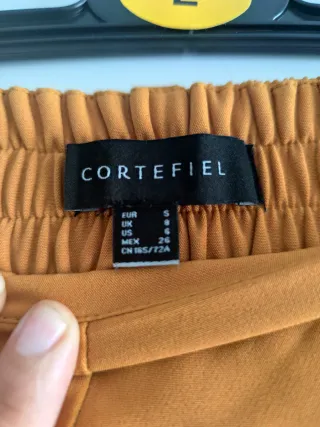 CORTEFIEL
EUR S
UK 8
US 6
MEX 26
CN 165/72A